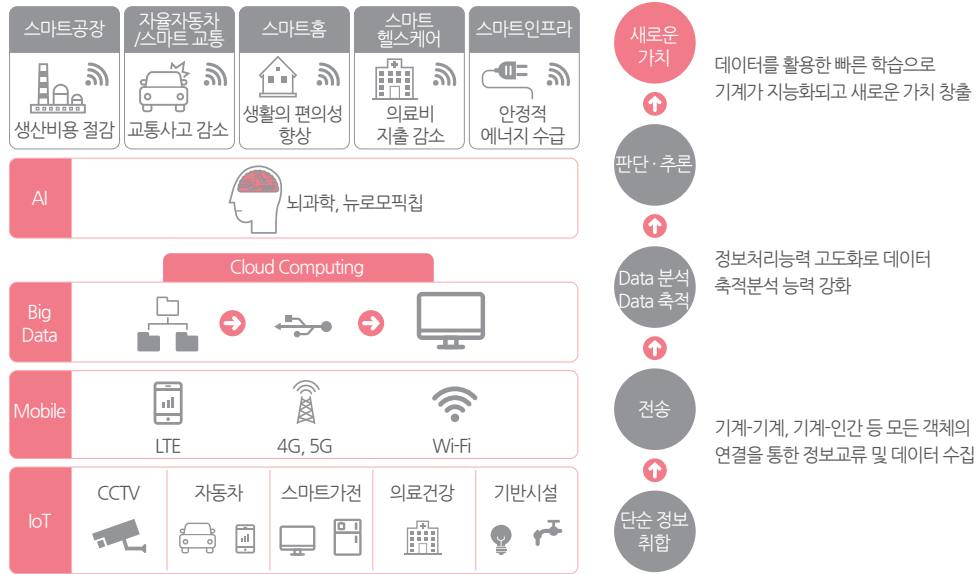 스마트공장
생산비용 절감
자율자동차
/스마트 교통
교통사고 감소
스마트홈
생활의 편의성
향상
스마트
헬스케어
의료비
지출 감소
스마트인프라
안정적
에너지 수급
AI
뇌과학, 뉴로모픽칩
Cloud Computing
Big
Data
Mobile
LTE
4G, 5G
Wi-Fi
IoT
CCTV
자동차
스마트가전
의료건강
기반시설
새로운
가치
판단 · 추론
Data 분석
Data 축적
전송
단순 정보
취합
데이터를 활용한 빠른 학습으로
기계가 지능화되고 새로운 가치 창출
정보처리능력 고도화로 데이터
축적분석 능력 강화
기계-기계, 기계-인간 등 모든 객체의
연결을 통한 정보교류 및 데이터 수집